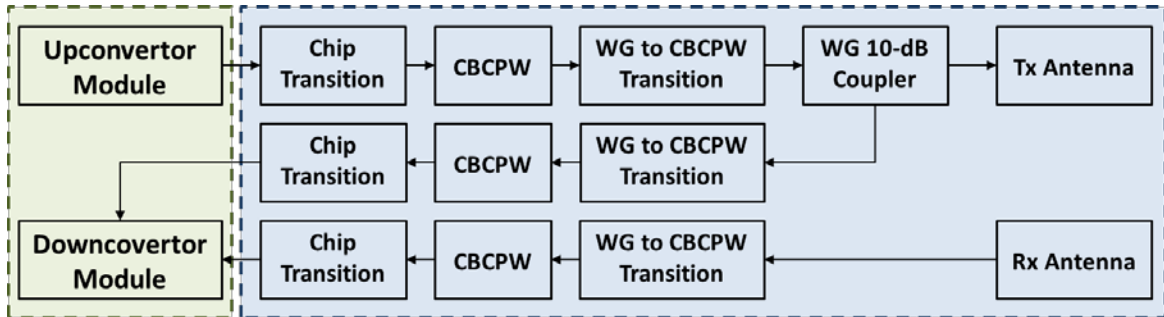 Upconvertor
Module
Chip
Transition
CBCPW
WG to CBCPW
Transition
WG 10-dB
Coupler
Tx Antenna
Chip
Transition
CBCPW
WG to CBCPW
Transition
Downcovertor
Module
Chip
Transition
CBCPW
WG to CBCPW
Transition
Rx Antenna